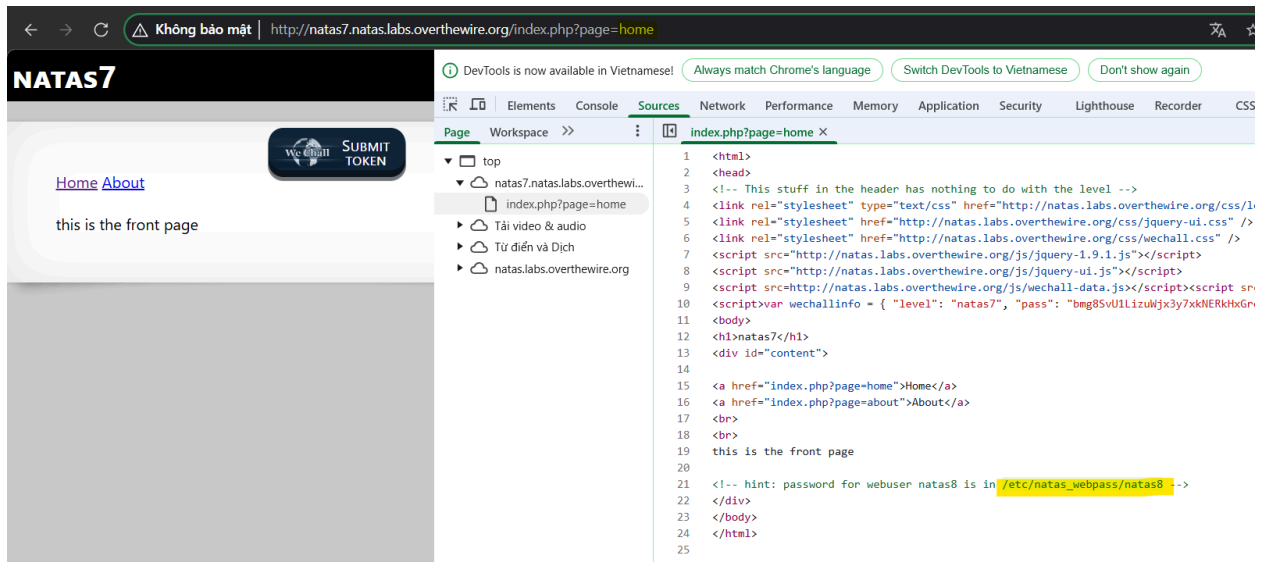 Không bảo mật http://natas7.natas.labs.overthewire.org/index.php?page=home
NATAS7
We Chall SUBMIT TOKEN
Home About
this is the front page
DevTools is now available in Vietnamese! Always match Chrome's language Switch DevTools to Vietnamese Don't show again
Elements Console Sources Network Performance Memory Application Security Lighthouse Recorder CSS
Page Workspace index.php?page=home
top
natas7.natas.labs.overthewi...
index.php?page=home
Tải video & audio
Từ điển và Dịch
natas.labs.overthewire.org
1 <html>
2 <head>
3 <!-- This stuff in the header has nothing to do with the level -->
4 <link rel="stylesheet" type="text/css" href="http://natas.labs.overthewire.org/css/l
5 <link rel="stylesheet" href="http://natas.labs.overthewire.org/css/jquery-ui.css" />
6 <link rel="stylesheet" href="http://natas.labs.overthewire.org/css/wechall.css" />
7 <script src="http://natas.labs.overthewire.org/js/jquery-1.9.1.js"></script>
8 <script src="http://natas.labs.overthewire.org/js/jquery-ui.js"></script>
9 <script src=http://natas.labs.overthewire.org/js/wechall-data.js></script><script sr
10 <script>var wechallinfo = { "level": "natas7", "pass": "bmg8SvU1LizuWjx3y7xkNERkHxGr
11 <body>
12 <h1>natas7</h1>
13 <div id="content">
14
15 <a href="index.php?page=home">Home</a>
16 <a href="index.php?page=about">About</a>
17 <br>
18 <br>
19 this is the front page
20
21 <!-- hint: password for webuser natas8 is in /etc/natas_webpass/natas8 -->
22 </div>
23 </body>
24 </html>
25